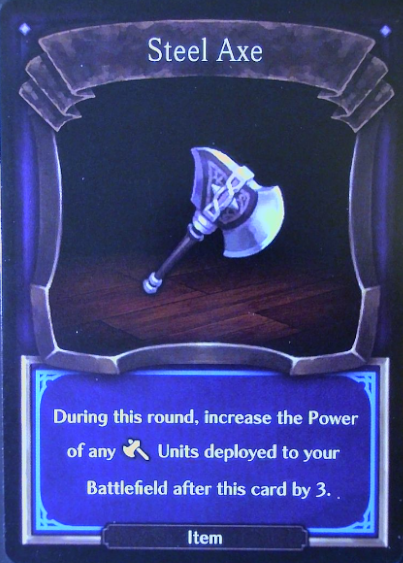 Steel Axe
During this round, increase the Power
of any Units deployed to your
Battlefield after this card by 3.
Item